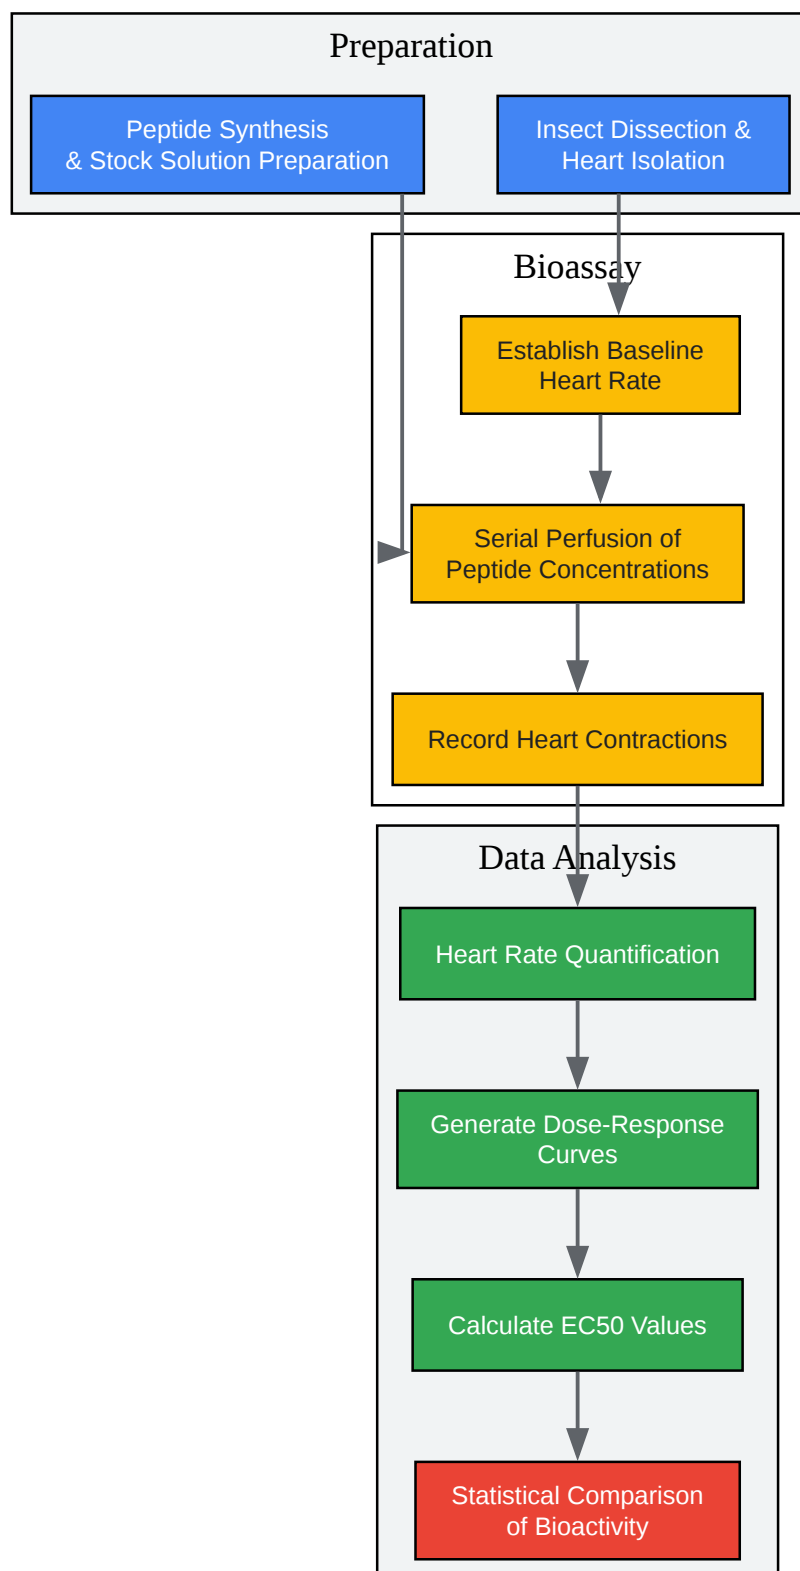 Preparation
Peptide Synthesis
& Stock Solution Preparation
Insect Dissection &
Heart Isolation
Bioassay
Establish Baseline
Heart Rate
Serial Perfusion of
Peptide Concentrations
Record Heart Contractions
Data Analysis
Heart Rate Quantification
Generate Dose-Response
Curves
Calculate EC50 Values
Statistical Comparison
of Bioactivity